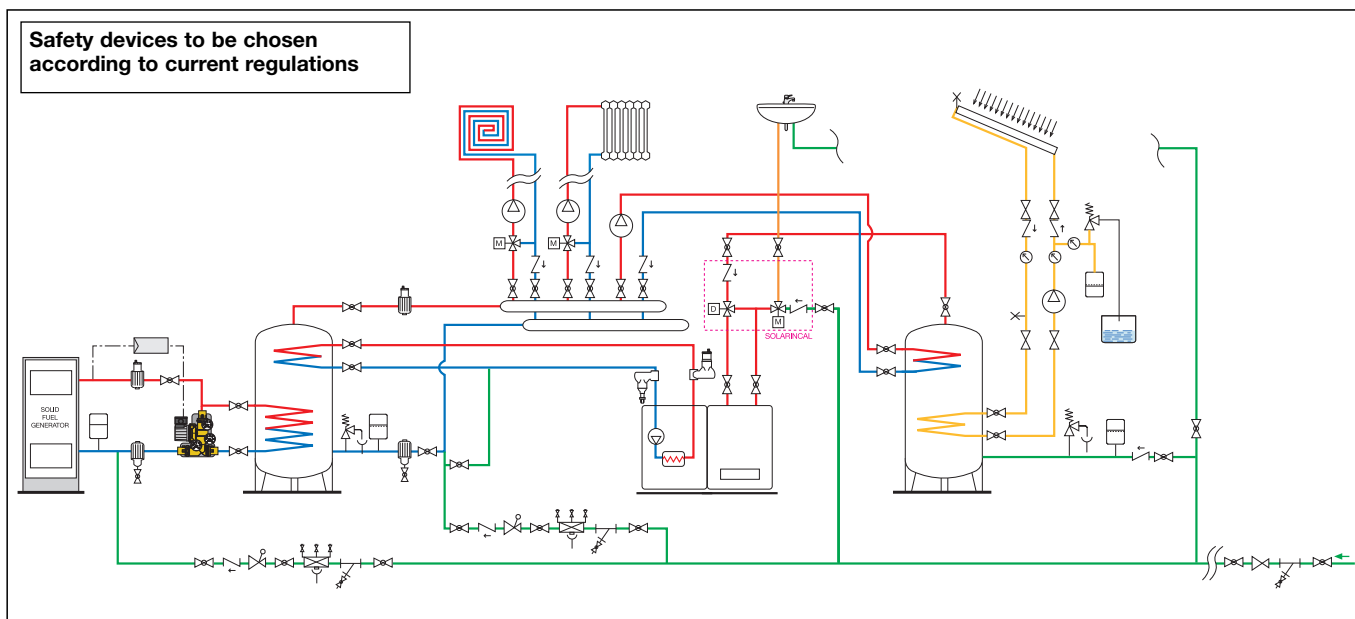 Safety devices to be chosen
according to current regulations
M
M
D
M
SOLARINCAL
SOLID
FUEL
GENERATOR